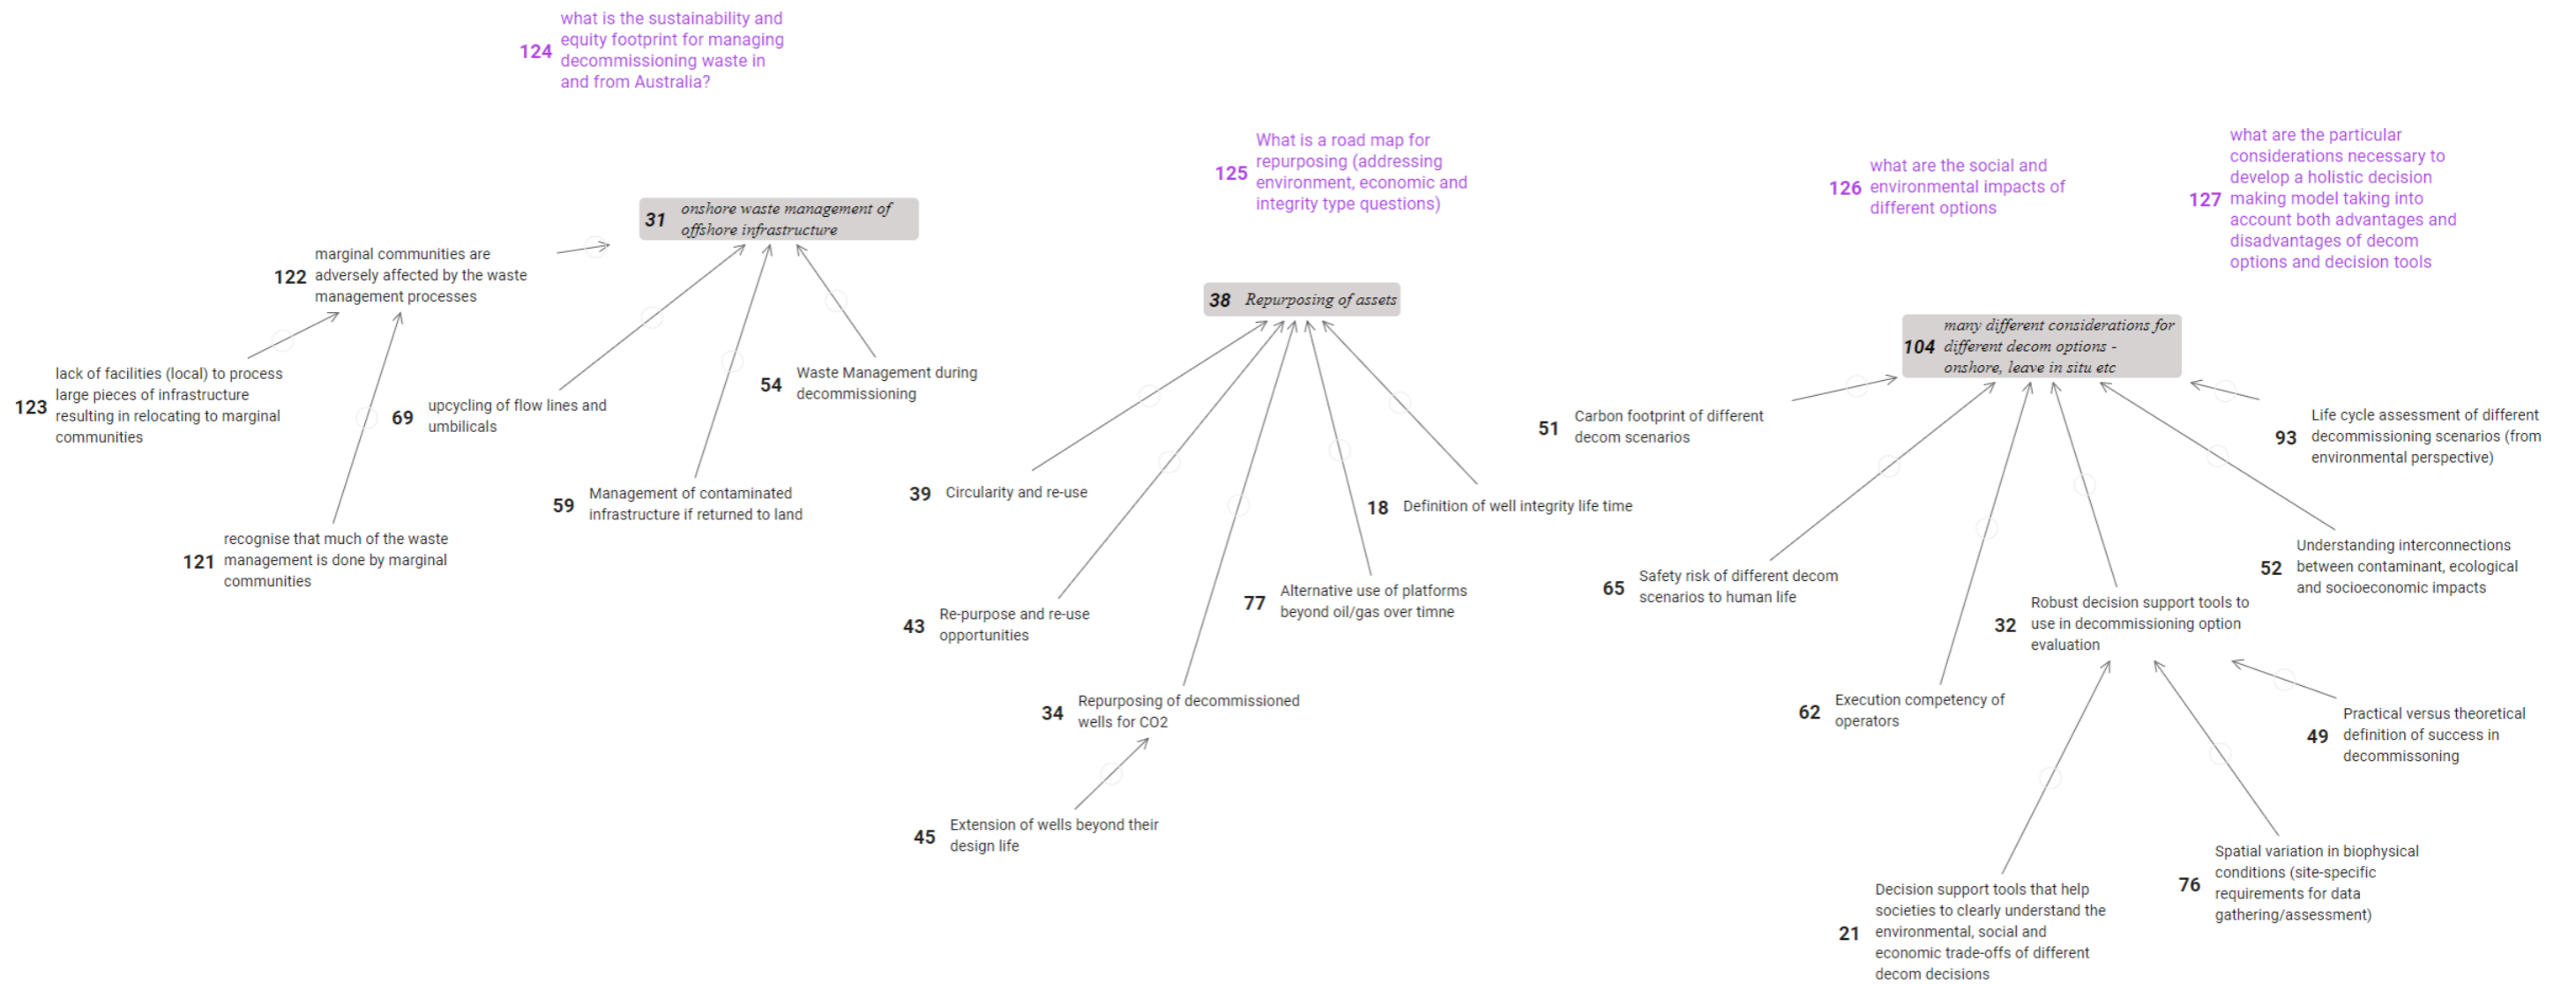 124
what is the sustainability and
equity footprint for managing
decommissioning waste in
and from Australia?
125
What is a road map for
repurposing (addressing
environment, economic and
integrity type questions)
126
what are the social and
environmental impacts of
different options
127
what are the particular
considerations necessary to
develop a holistic decision
making model taking into
account both advantages and
disadvantages of decom
options and decision tools
31
onshore waste management of
offshore infrastructure
122
marginal communities are
adversely affected by the waste
management processes
123
lack of facilities (local) to process
large pieces of infrastructure
resulting in relocating to marginal
communities
121
recognise that much of the waste
management is done by marginal
communities
69
upcycling of flow lines and
umbilicals
59
Management of contaminated
infrastructure if returned to land
54
Waste Management during
decommissioning
38
Repurposing of assets
39
Circularity and re-use
43
Re-purpose and re-use
opportunities
34
Repurposing of decommissioned
wells for CO2
45
Extension of wells beyond their
design life
77
Alternative use of platforms
beyond oil/gas over timne
18
Definition of well integrity life time
104
many different considerations for
different decom options -
onshore, leave in situ etc
51
Carbon footprint of different
decom scenarios
65
Safety risk of different decom
scenarios to human life
62
Execution competency of
operators
32
Robust decision support tools to
use in decommissioning option
evaluation
52
Understanding interconnections
between contaminant, ecological
and socioeconomic impacts
93
Life cycle assessment of different
decommissioning scenarios (from
environmental perspective)
49
Practical versus theoretical
definition of success in
decommissoning
76
Spatial variation in biophysical
conditions (site-specific
requirements for data
gathering/assessment)
21
Decision support tools that help
societies to clearly understand the
environmental, social and
economic trade-offs of different
decom decisions